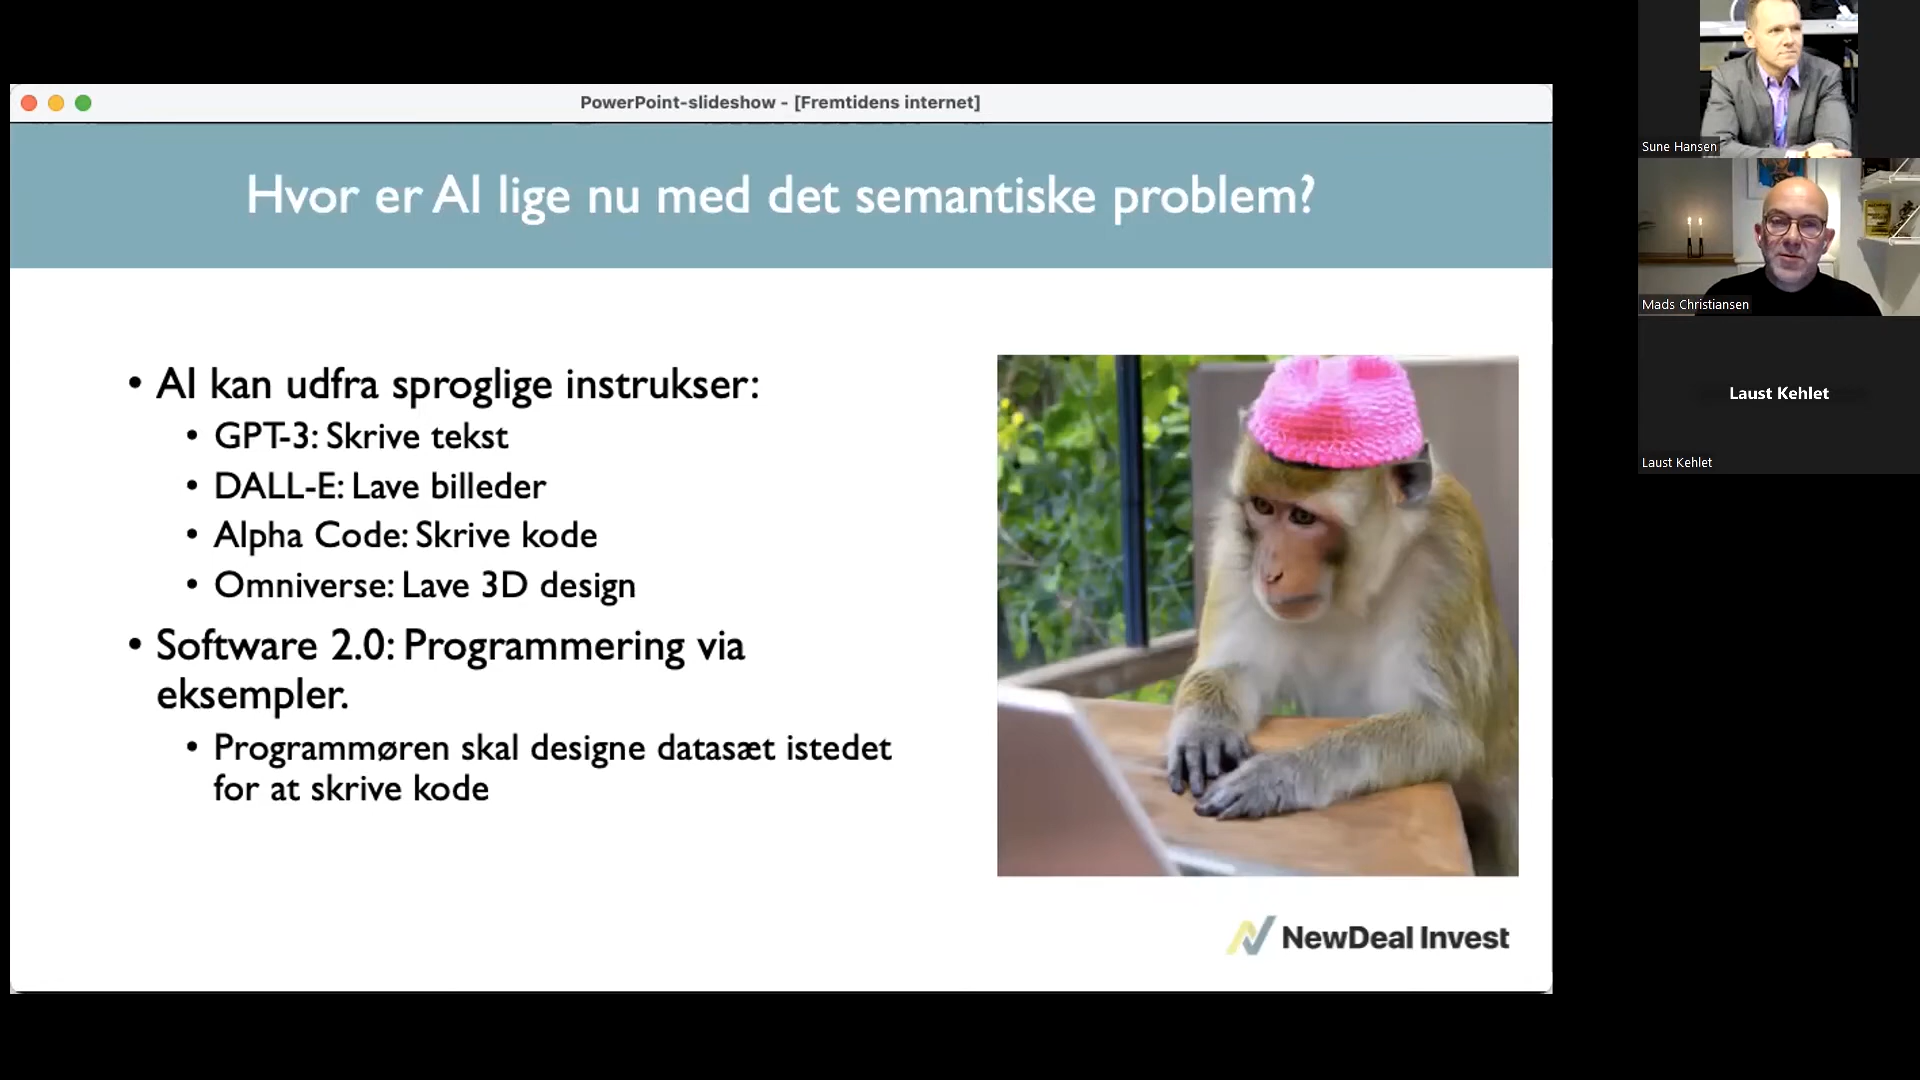 PowerPoint-slideshow - [Fremtidens internet]
Hvor er AI lige nu med det semantiske problem?
• AI kan udfra sproglige instrukser:
• GPT-3: Skrive tekst
• DALL-E: Lave billeder
• Alpha Code: Skrive kode
• Omniverse: Lave 3D design
• Software 2.0: Programmering via
eksempler.
• Programmøren skal designe datasæt istedet
for at skrive kode
NewDeal Invest
Sune Hansen
Mads Christiansen
Laust Kehlet
Laust Kehlet